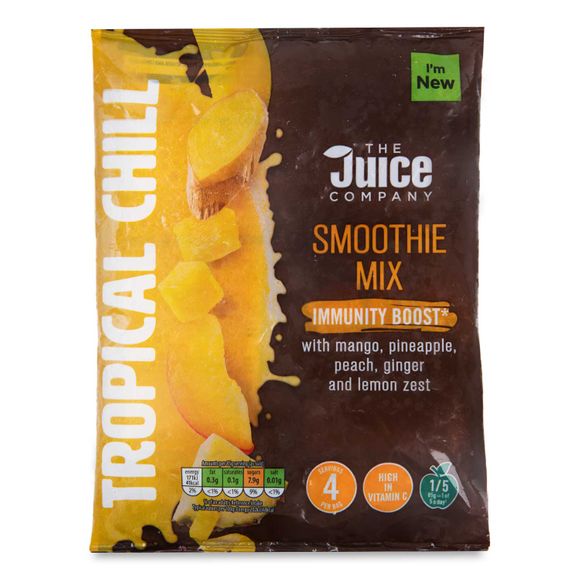 TROPICAL CHILL
I'm
New
THE
Juice
COMPANY
SMOOTHIE
MIX
IMMUNITY BOOST*
with mango, pineapple,
peach, ginger
and lemon zest
energy fat saturates sugars salt
0.3g 0.1g 7.9g 0.01g
2% <1% <1% 9% <1%
SERVINGS
4
PER BAG
HIGH
IN
VITAMIN C
1/5